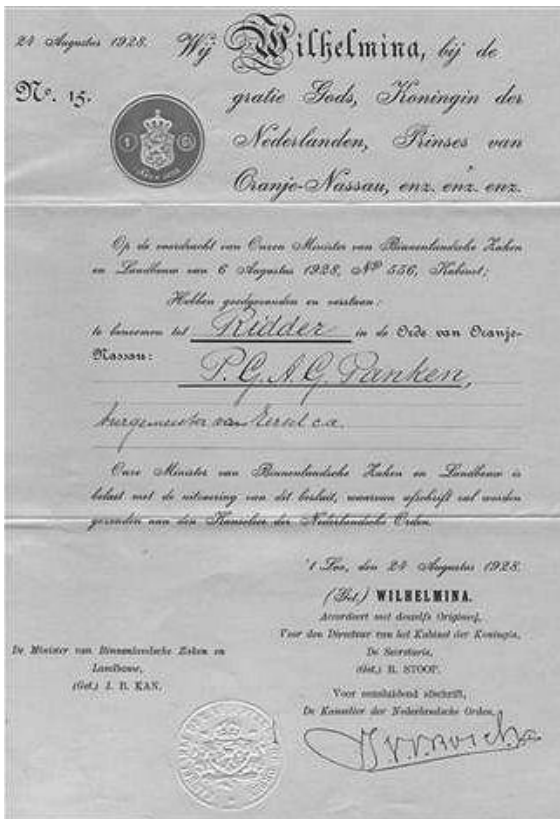 24 Augustus 1928.
Nº. 15.
Wij Wilhelmina, bij de
gratie Gods, Koningin der
Nederlanden, Prinses van
Oranje-Nassau, enz. enz. enz.
Op de voordracht van Onzen Minister van Binnenlandsche Zaken
en Landbouw van 6 Augustus 1928, Nº 556, Kabinet;
Hebben goedgevonden en verstaan:
te benoemen tot Ridder in de Orde van Oranje-
Nassau:
P. G. A. G. Panken,
burgemeester van Eersel c.a.
Onze Minister van Binnenlandsche Zaken en Landbouw is
belast met de uitvoering van dit besluit, waarvan afschrift zal worden
gezonden aan den Kanselier der Nederlandsche Orden.
't Loo, den 24 Augustus 1928.
(Get.) WILHELMINA.
Accordeert met deszelfs Origineel,
Voor den Directeur van het Kabinet der Koningin,
De Secretaris,
(Get.) R. STOOP.
De Minister van Binnenlandsche Zaken en
Landbouw,
(Get.) J. B. KAN.
Voor eensluidend afschrift,
De Kanselier der Nederlandsche Orden,